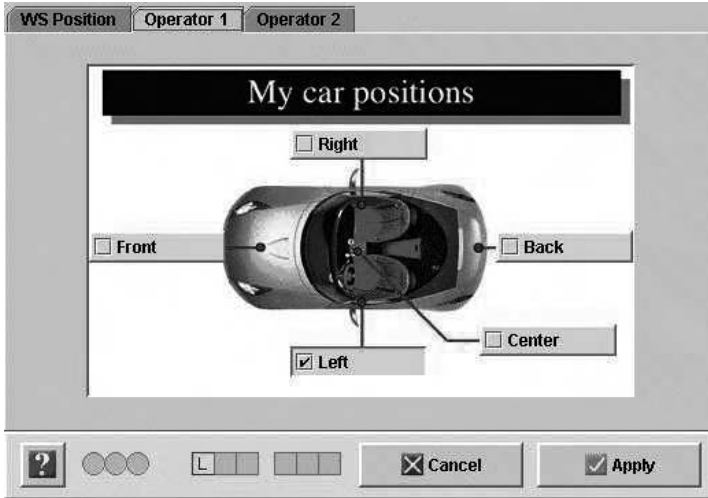 WS Position Operator 1 Operator 2
My car positions
Right
Front
Back
Center
Left
? L Cancel Apply